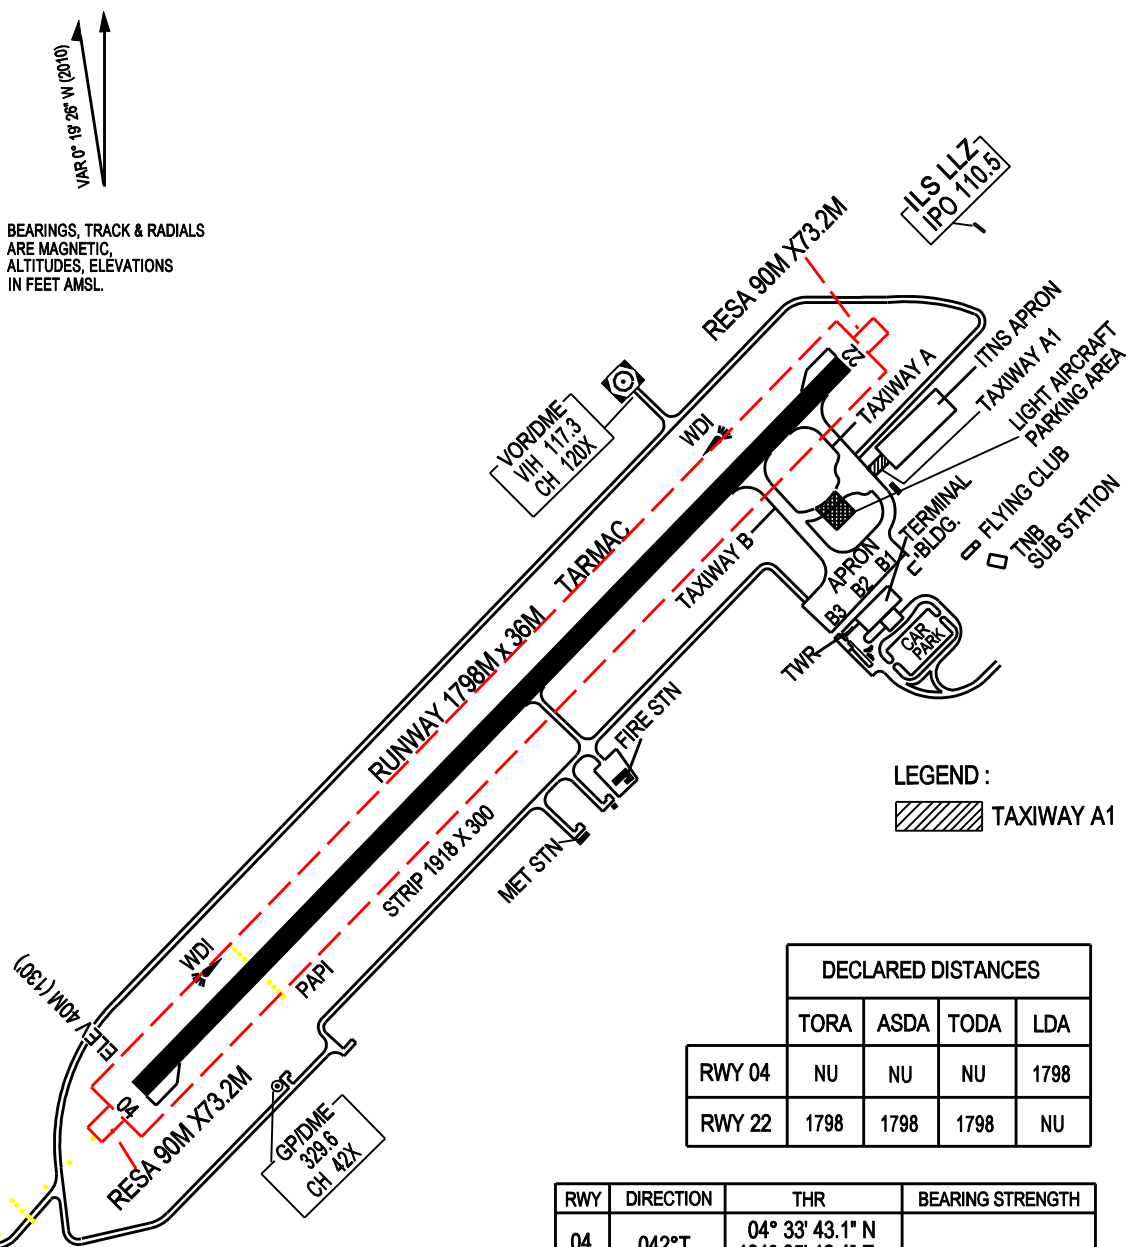 VAR 0° 19' 26" W (2010)
BEARINGS, TRACK & RADIALS
ARE MAGNETIC,
ALTITUDES, ELEVATIONS
IN FEET AMSL.
ILS LLZ
IPO 110.5
RESA 90M X73.2M
22
VOR/DME
VIH 117.3
CH 120X
WDI
TAXIWAY A
ITNS APRON
TAXIWAY A1
LIGHT AIRCRAFT
PARKING AREA
FLYING CLUB
TNB
SUB STATION
TERMINAL
BLDG.
APRON
B1
B2
B3
TAXIWAY B
TWR
CAR
PARK
RUNWAY 1798M x 36M TARMAC
FIRE STN
MET STN
STRIP 1918 X 300
LEGEND :
TAXIWAY A1
WDI
PAPI
ELEV 40M (130')
04
RESA 90M X73.2M
GP/DME
329.6
CH 42X
DECLARED DISTANCES
TORA ASDA TODA LDA
RWY 04 NU NU NU 1798
RWY 22 1798 1798 1798 NU
RWY DIRECTION THR BEARING STRENGTH
04 042°T 04° 33' 43.1" N